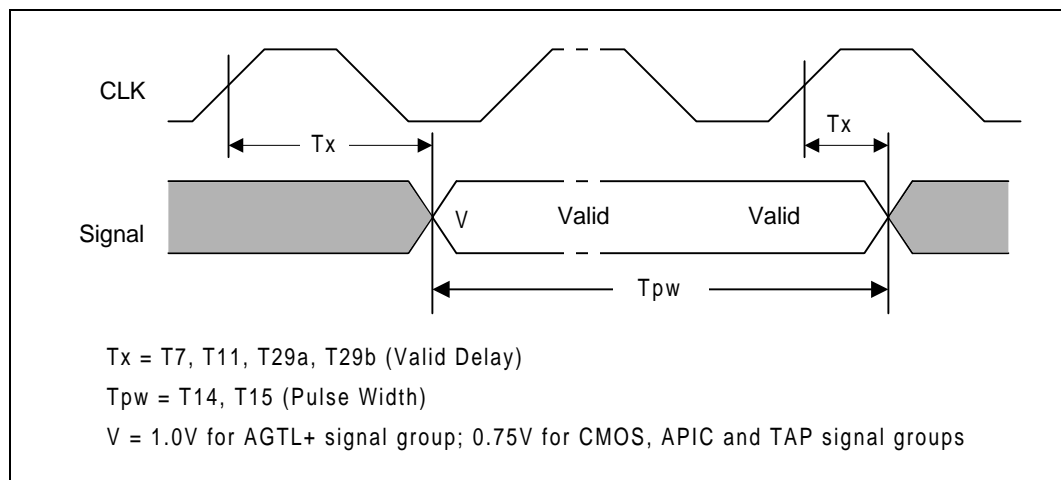 CLK
Tx
Tx
Signal
V
Valid
Valid
Tpw
Tx = T7, T11, T29a, T29b (Valid Delay)
Tpw = T14, T15 (Pulse Width)
V = 1.0V for AGTL+ signal group; 0.75V for CMOS, APIC and TAP signal groups